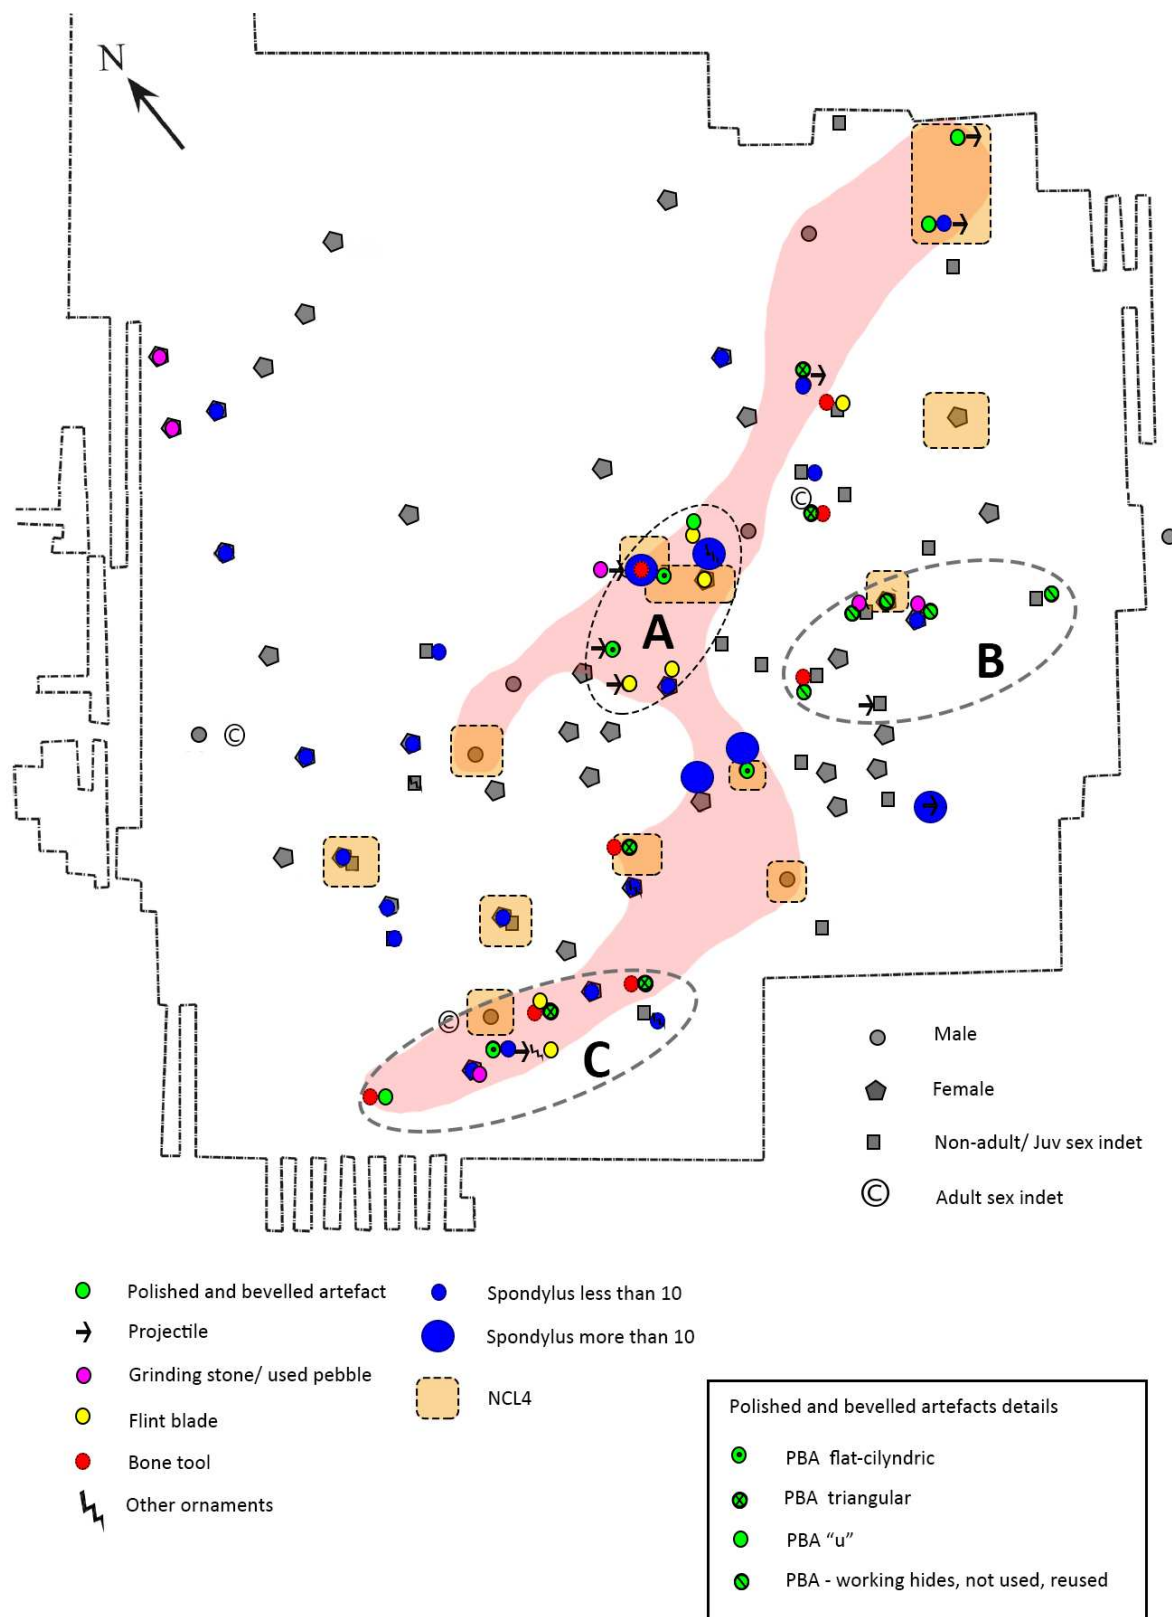 N
©
A
B
©
©
C
Male
Female
Non-adult/ Juv sex indet
© Adult sex indet
Polished and bevelled artefact
Projectile
Grinding stone/ used pebble
Flint blade
Bone tool
Other ornaments
Spondylus less than 10
Spondylus more than 10
NCL4
Polished and bevelled artefacts details
PBA flat-cilyndric
PBA triangular
PBA “u”
PBA - working hides, not used, reused